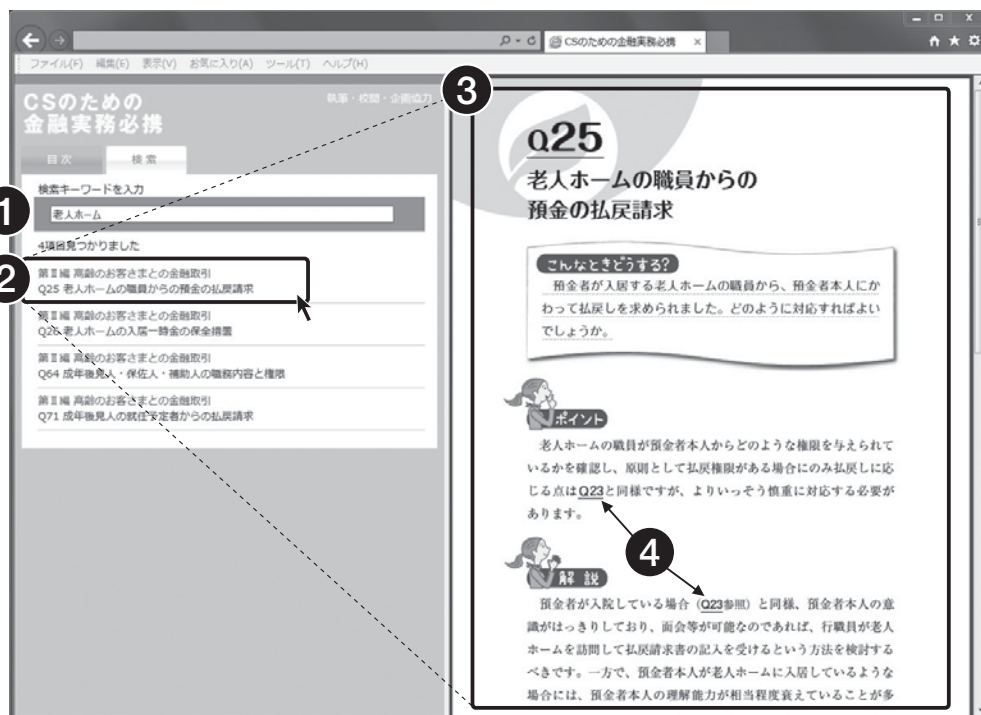 CSのための金融実務必携
ファイル(F) 編集(E) 表示(V) お気に入り(A) ツール(T) ヘルプ(H)
CSのための
金融実務必携
執筆・校閲・企画協力
目次
検索
検索キーワードを入力
1
老人ホーム
4項目見つかりました
2
第Ⅱ編 高齢のお客さまとの金融取引
Q25 老人ホームの職員からの預金の払戻請求
第Ⅱ編 高齢のお客さまとの金融取引
Q26 老人ホームの入居一時金の保全措置
第Ⅱ編 高齢のお客さまとの金融取引
Q64 成年後見人・保佐人・補助人の職務内容と権限
第Ⅱ編 高齢のお客さまとの金融取引
Q71 成年後見人の就任予定者からの払戻請求
3
Q25
老人ホームの職員からの
預金の払戻請求
こんなときどうする?
預金者が入居する老人ホームの職員から、預金者本人にか
わって払戻しを求められました。どのように対応すればよい
でしょうか。
ポイント
老人ホームの職員が預金者本人からどのような権限を与えられて
いるかを確認し、原則として払戻権限がある場合にのみ払戻しに応
じる点はQ23と同様ですが、よりいっそう慎重に対応する必要が
あります。
4
解説
預金者が入院している場合(Q23参照)と同様、預金者本人の意
識がはっきりしており、面会等が可能なのであれば、行職員が老人
ホームを訪問して払戻請求書の記入を受けるという方法を検討する
べきです。一方で、預金者本人が老人ホームに入居しているような
場合には、預金者本人の理解能力が相当程度衰えていることが多